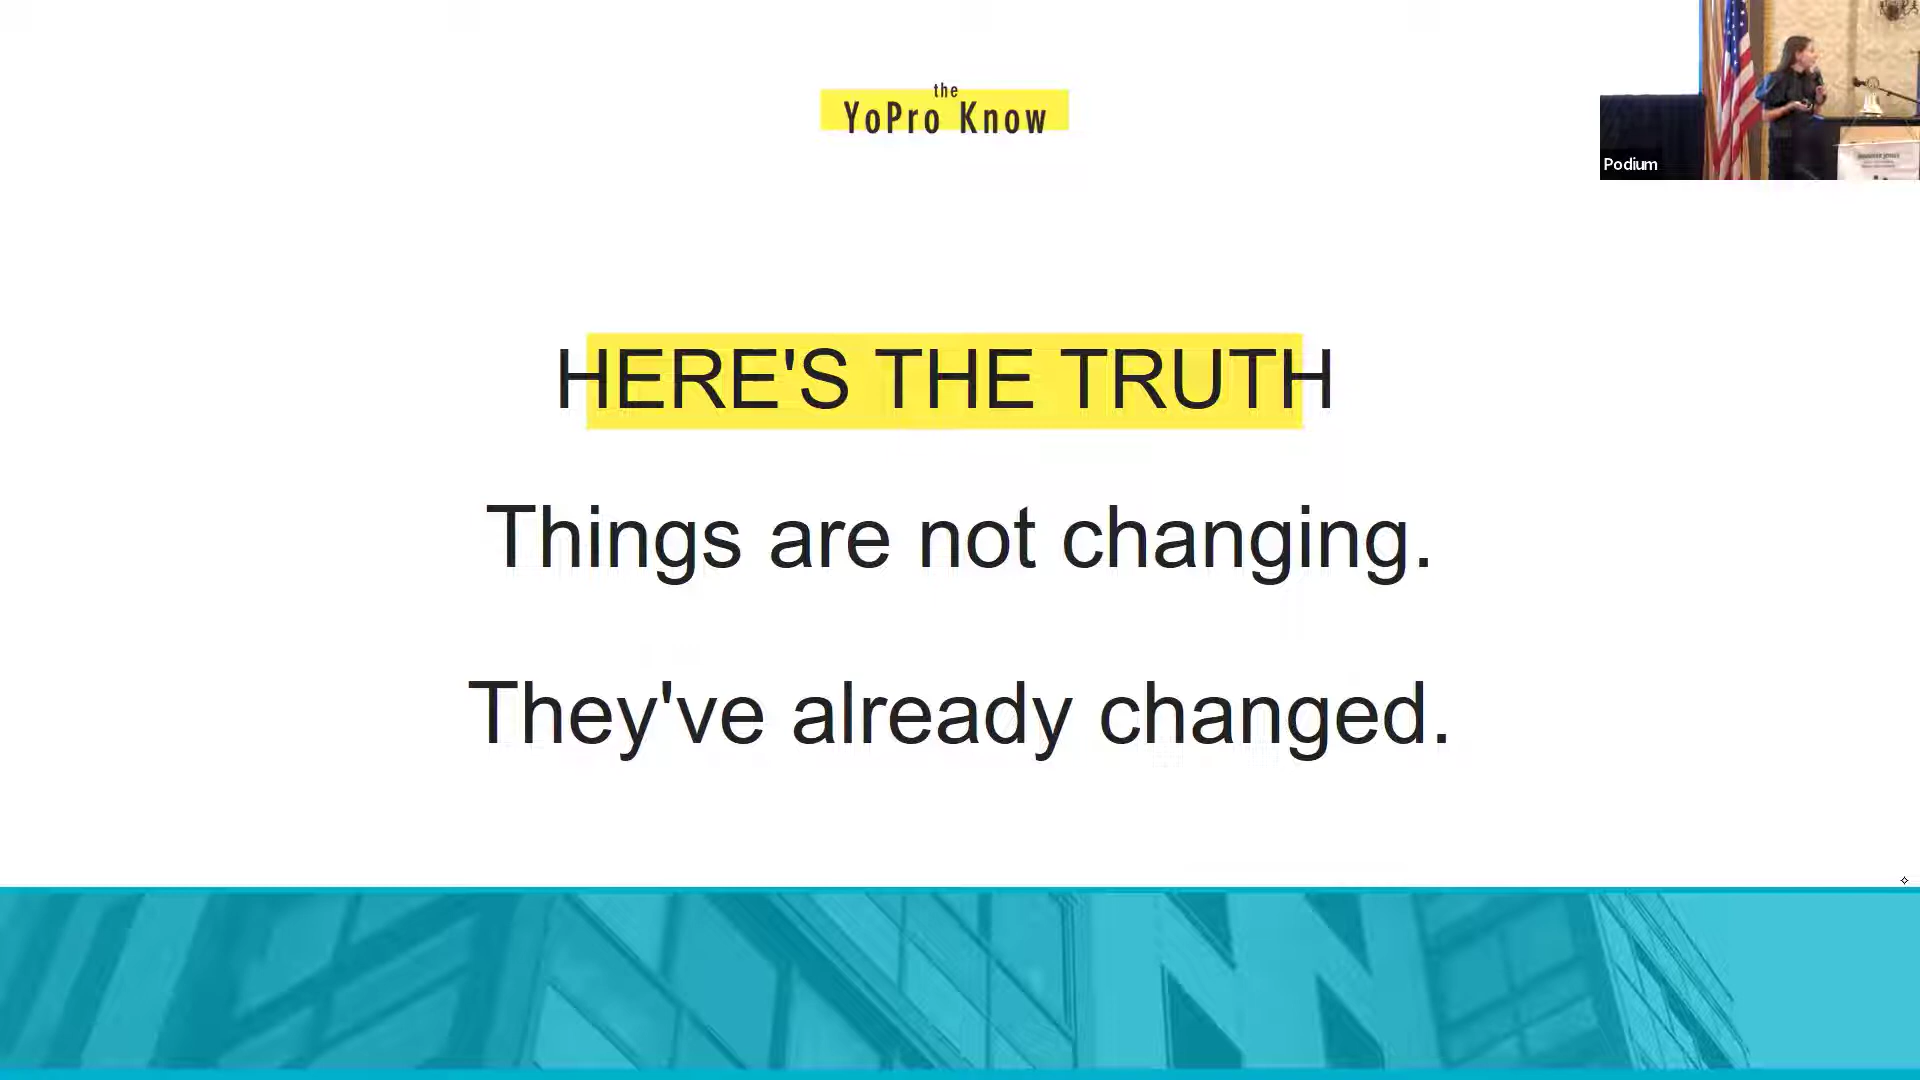 the
YoPro Know
Podium
HERE'S THE TRUTH
Things are not changing.
They've already changed.